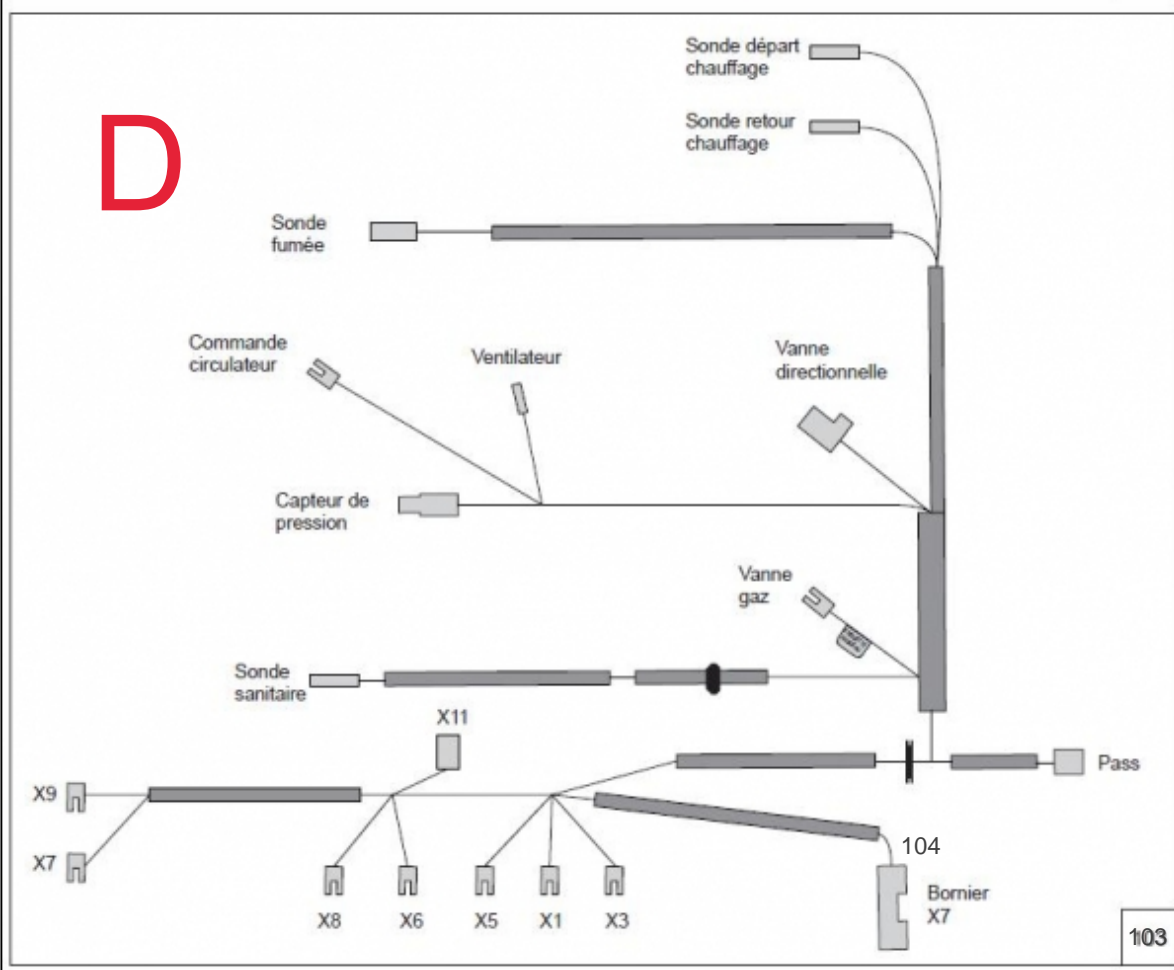 Sonde départ
chauffage
Sonde retour
chauffage
D
Sonde
fumée
Commande
circulateur
Ventilateur
Vanne
directionnelle
Capteur de
pression
Vanne
gaz
Sonde
sanitaire
X11
Pass
X9
X7
104
X8
X6
X5
X1
X3
Bornier
X7
103